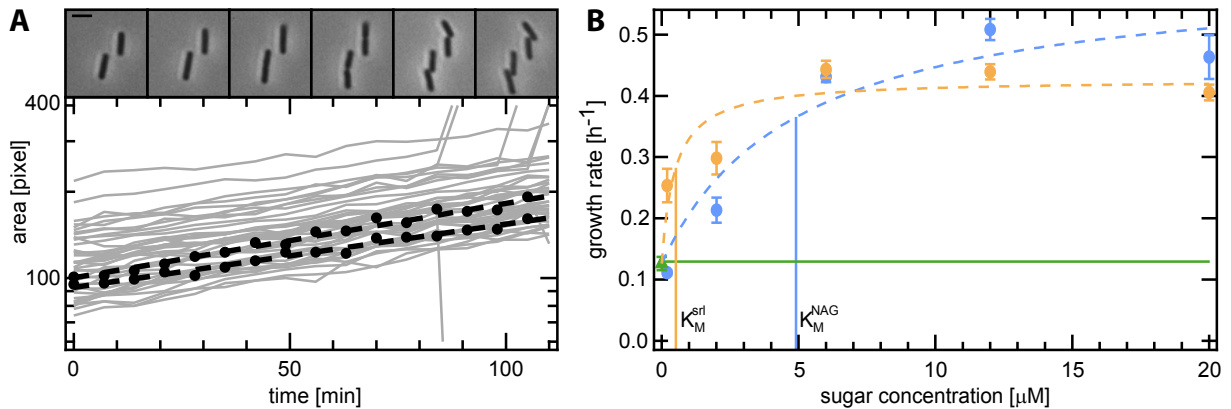 A
400
100
area [pixel]
0
50
100
time [min]
B
0.5
0.4
0.3
0.2
0.1
0.0
growth rate [h⁻¹]
K_M^srl
K_M^NAG
0
5
10
15
20
sugar concentration [μM]